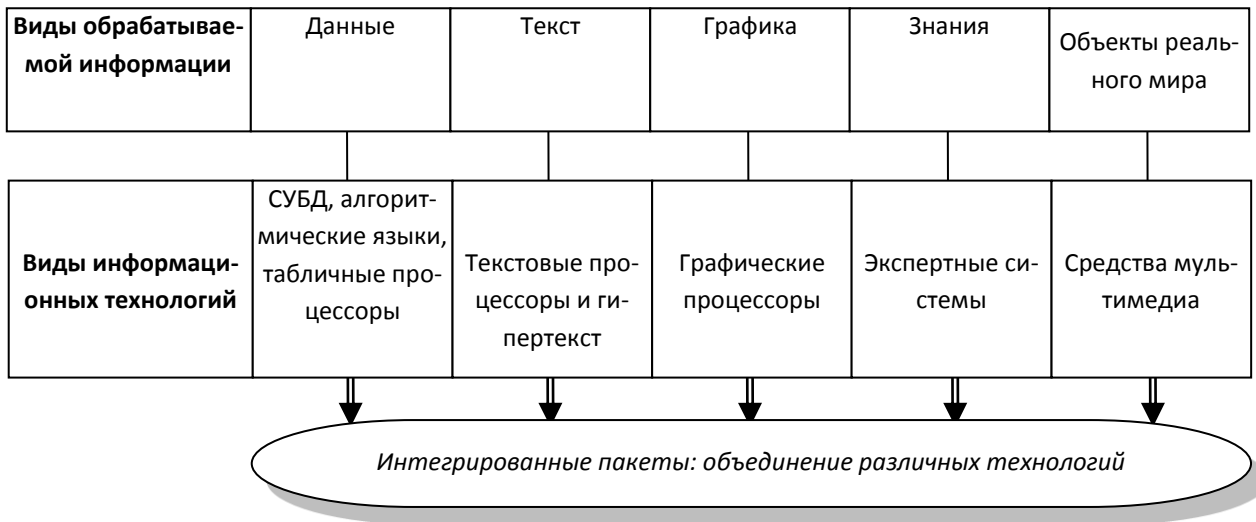 Виды обрабатывае-
мой информации
Данные
Текст
Графика
Знания
Объекты реаль-
ного мира
Виды информаци-
онных технологий
СУБД, алгорит-
мические языки,
табличные про-
цессоры
Текстовые про-
цессоры и ги-
пертекст
Графические
процессоры
Экспертные си-
стемы
Средства муль-
тимедиа
Интегрированные пакеты: объединение различных технологий